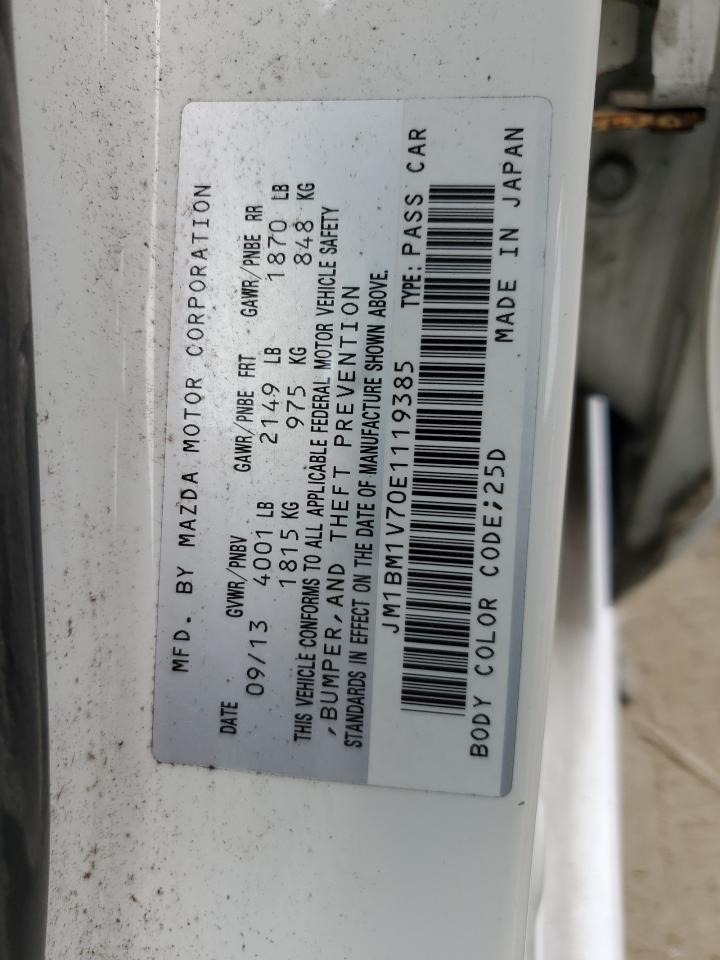 MFD. BY MAZDA MOTOR CORPORATION
DATE GVWR/PNBV GAWR/PNBE FRT GAWR/PNBE RR
09/13 4001 LB 2149 LB 1870 LB
1815 KG 975 KG 848 KG
THIS VEHICLE CONFORMS TO ALL APPLICABLE FEDERAL MOTOR VEHICLE SAFETY
,BUMPER,AND THEFT PREVENTION
STANDARDS IN EFFECT ON THE DATE OF MANUFACTURE SHOWN ABOVE.
JM1BM1V70E1119385 TYPE: PASS CAR
BODY COLOR CODE;25D MADE IN JAPAN